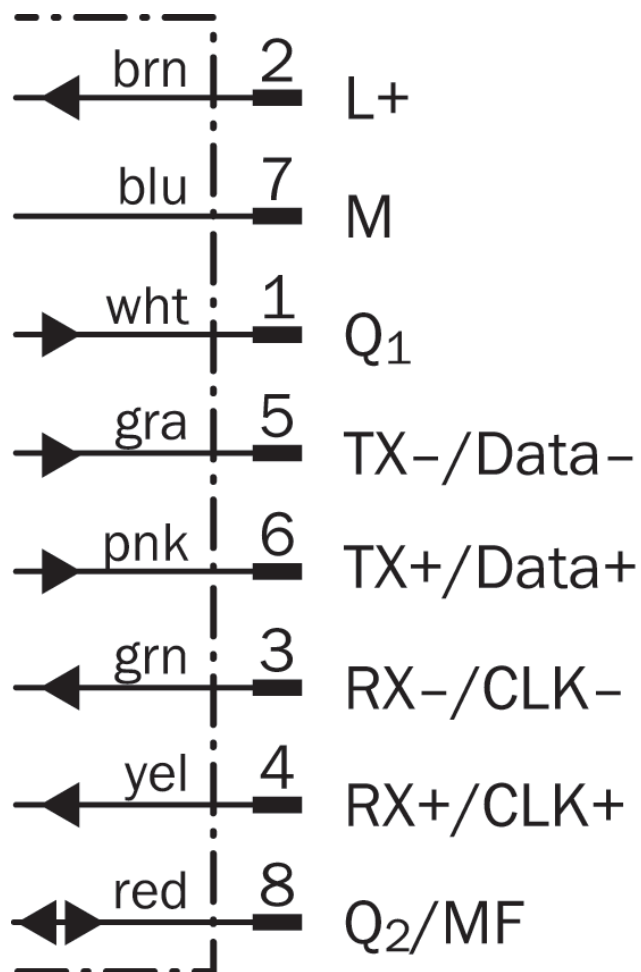 brn 2 L+
blu 7 M
wht 1 Q₁
gra 5 TX–/Data–
pnk 6 TX+/Data+
grn 3 RX–/CLK–
yel 4 RX+/CLK+
red 8 Q₂/MF